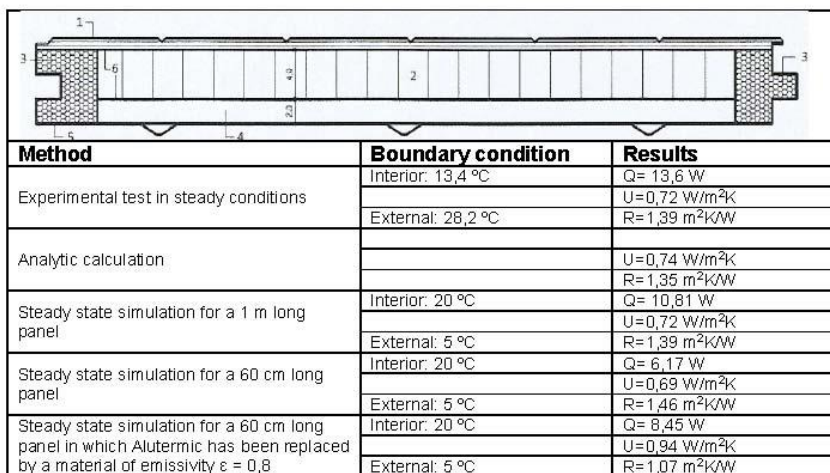 1
3
6
4,0
2
3
2,0
5
4
Method Boundary condition Results
Experimental test in steady conditions
Interior: 13,4 ºC Q= 13,6 W
U=0,72 W/m²K
External: 28,2 ºC R=1,39 m²K/W
Analytic calculation
U=0,74 W/m²K
R=1,35 m²K/W
Steady state simulation for a 1 m long
panel
Interior: 20 ºC Q= 10,81 W
U=0,72 W/m²K
External: 5 ºC R=1,39 m²K/W
Steady state simulation for a 60 cm long
panel
Interior: 20 ºC Q= 6,17 W
U=0,69 W/m²K
External: 5 ºC R=1,46 m²K/W
Steady state simulation for a 60 cm long
panel in which Alutermic has been replaced
by a material of emissivity ε = 0,8
Interior: 20 ºC Q= 8,45 W
U=0,94 W/m²K
External: 5 ºC R=1,07 m²K/W